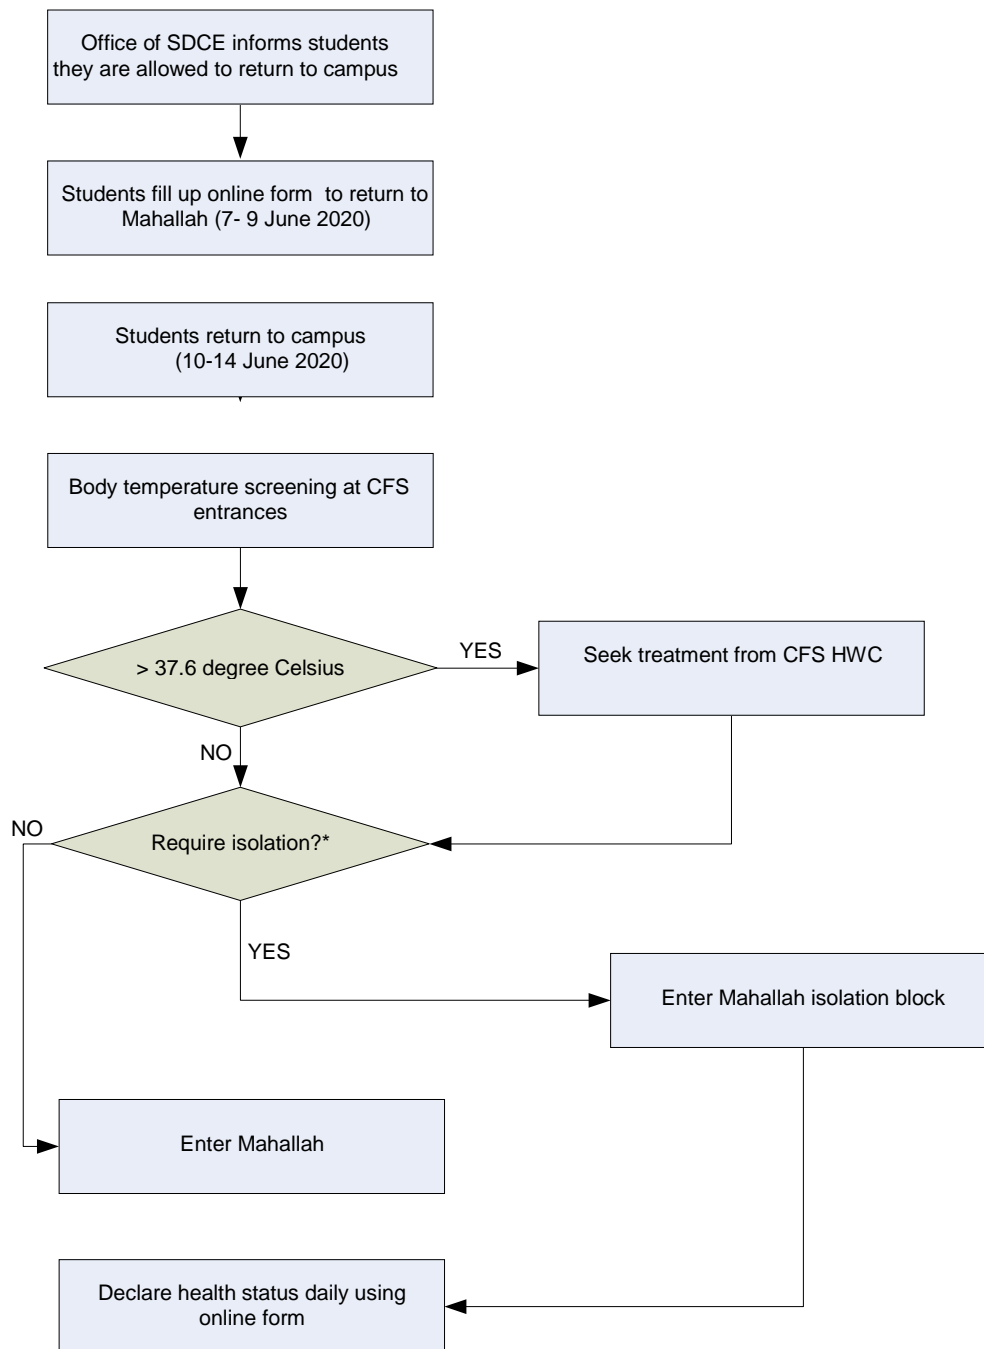 Office of SDCE informs students
they are allowed to return to campus
Students fill up online form  to return to
Mahallah (7- 9 June 2020)
Students return to campus
(10-14 June 2020)
Body temperature screening at CFS
entrances
> 37.6 degree Celsius
YES
Seek treatment from CFS HWC
NO
NO
Require isolation?*
YES
Enter Mahallah isolation block
Enter Mahallah
Declare health status daily using
online form